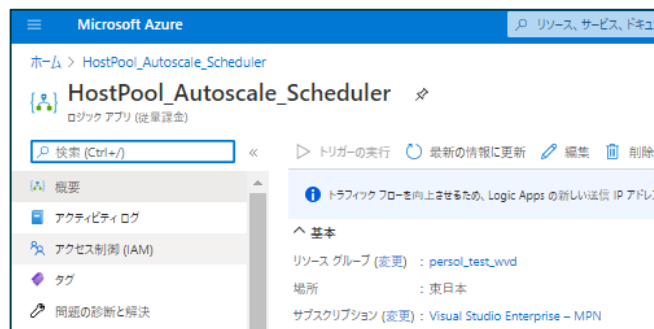 Microsoft Azure
リソース、サービス、ドキュ
ホーム > HostPool_Autoscale_Scheduler
HostPool_Autoscale_Scheduler
ロジック アプリ (従量課金)
検索 (Ctrl+/)
«
トリガーの実行 最新の情報に更新 編集 削除
概要
トラフィック フローを向上させるため、Logic Apps の新しい送信 IP アドレ
アクティビティ ログ
基本
アクセス制御 (IAM)
リソース グループ (変更) : persol_test_wvd
タグ
場所 : 東日本
問題の診断と解決
サブスクリプション (変更) : Visual Studio Enterprise – MPN